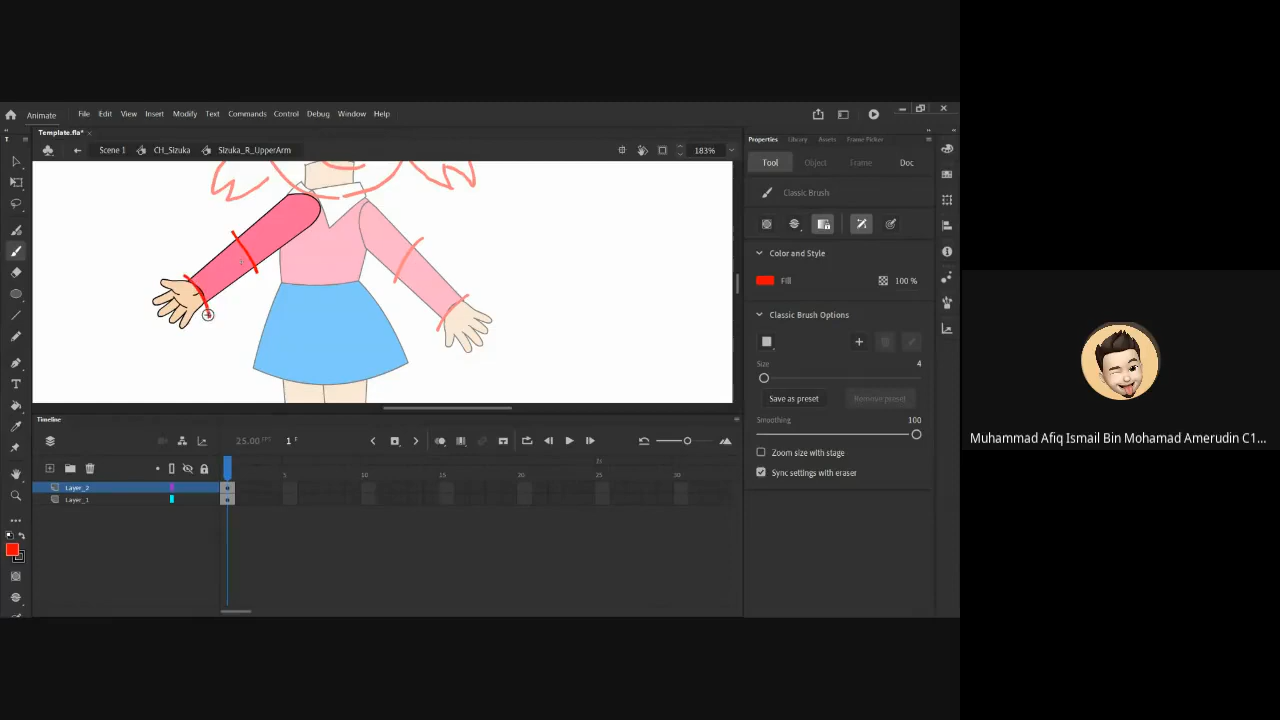 Animate File Edit View Insert Modify Text Commands Control Debug Window Help
Template.fla* ×
Scene 1 CH_Sizuka Sizuka_R_UpperArm 183%
Properties Library Assets Frame Picker
Tool Object Frame Doc
Classic Brush
Color and Style
Fill 100 %
Classic Brush Options
Size 4
Save as preset Remove preset
Smoothing 100
Zoom size with stage
Sync settings with eraser
Timeline
25.00 FPS 1 F
1s
5 10 15 20 25 30
Layer_2
Layer_1
Muhammad Afiq Ismail Bin Mohamad Amerudin C1...